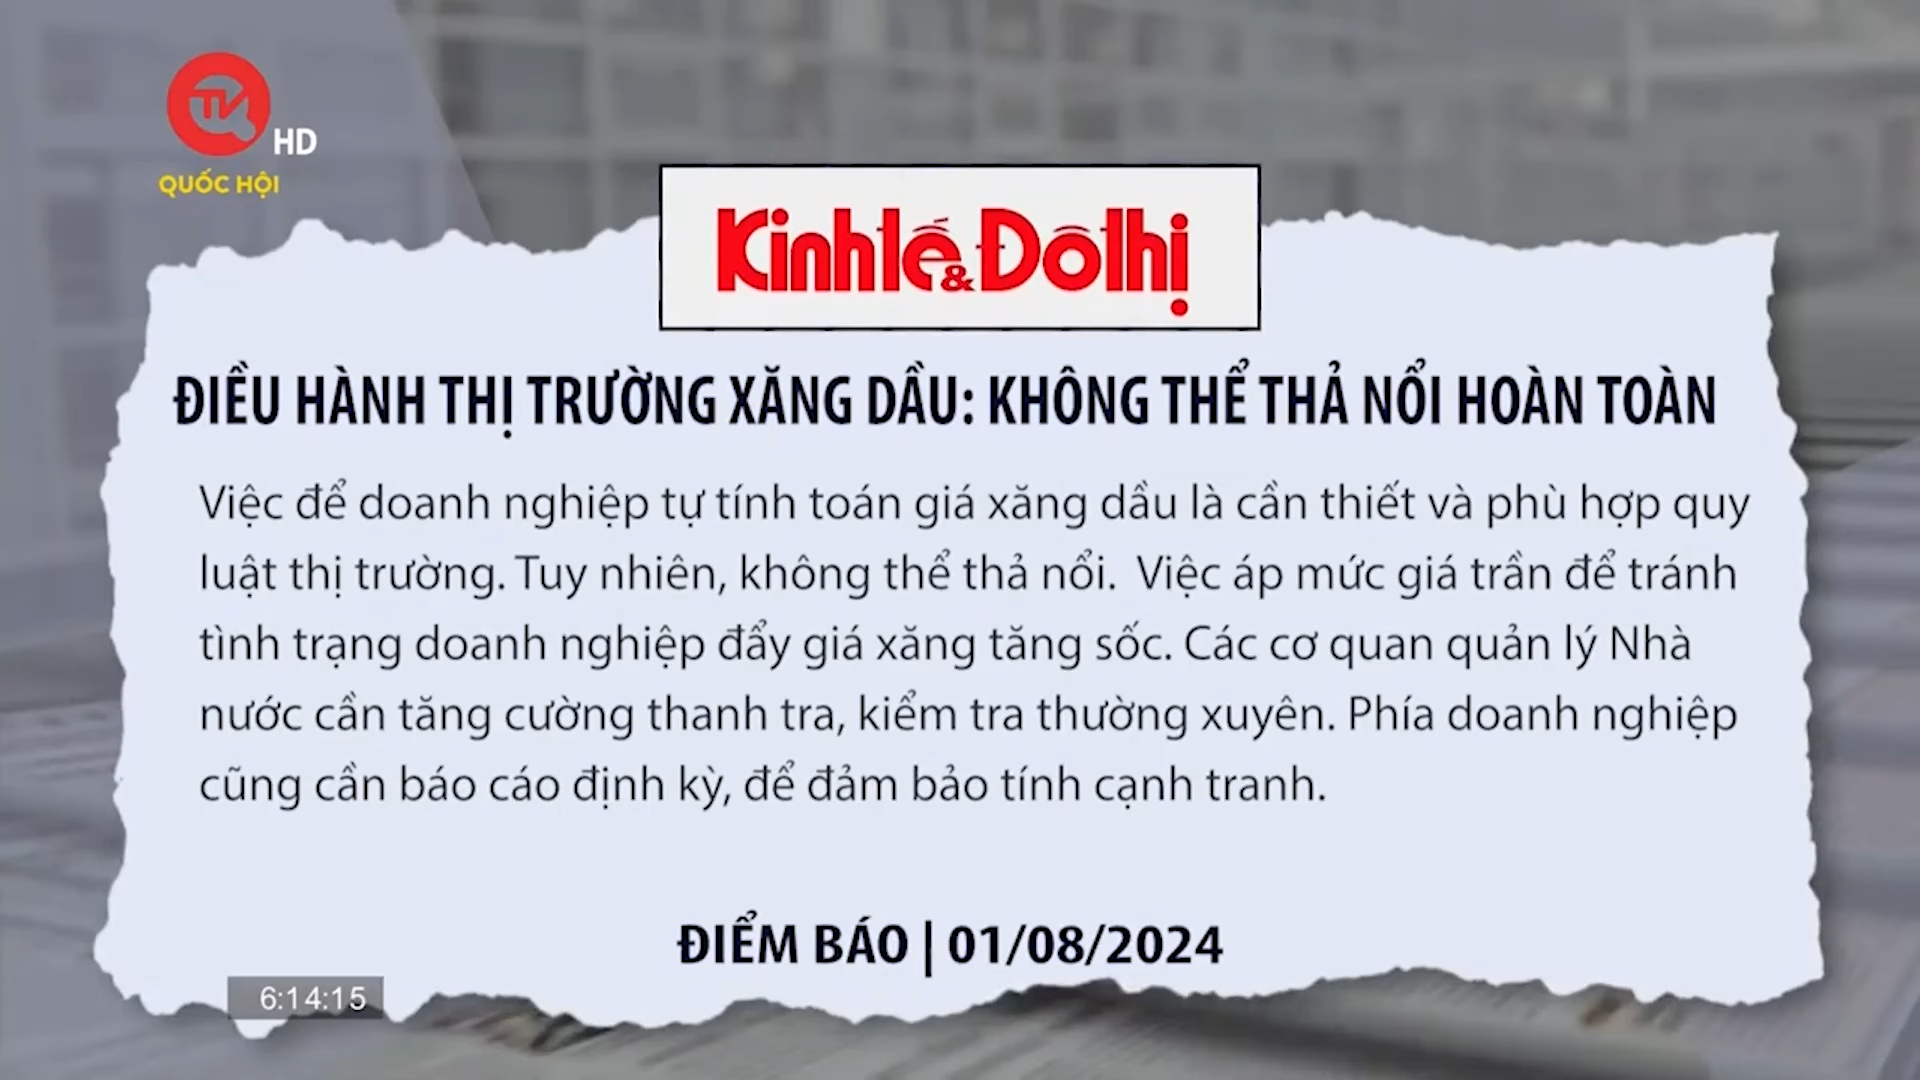 TV
HD
QUỐC HỘI
Kinhtế & Đôthị
ĐIỀU HÀNH THỊ TRƯỜNG XĂNG DẦU: KHÔNG THỂ THẢ NỔI HOÀN TOÀN
Việc để doanh nghiệp tự tính toán giá xăng dầu là cần thiết và phù hợp quy
luật thị trường. Tuy nhiên, không thể thả nổi. Việc áp mức giá trần để tránh
tình trạng doanh nghiệp đẩy giá xăng tăng sốc. Các cơ quan quản lý Nhà
nước cần tăng cường thanh tra, kiểm tra thường xuyên. Phía doanh nghiệp
cũng cần báo cáo định kỳ, để đảm bảo tính cạnh tranh.
ĐIỂM BÁO | 01/08/2024
6:14:15